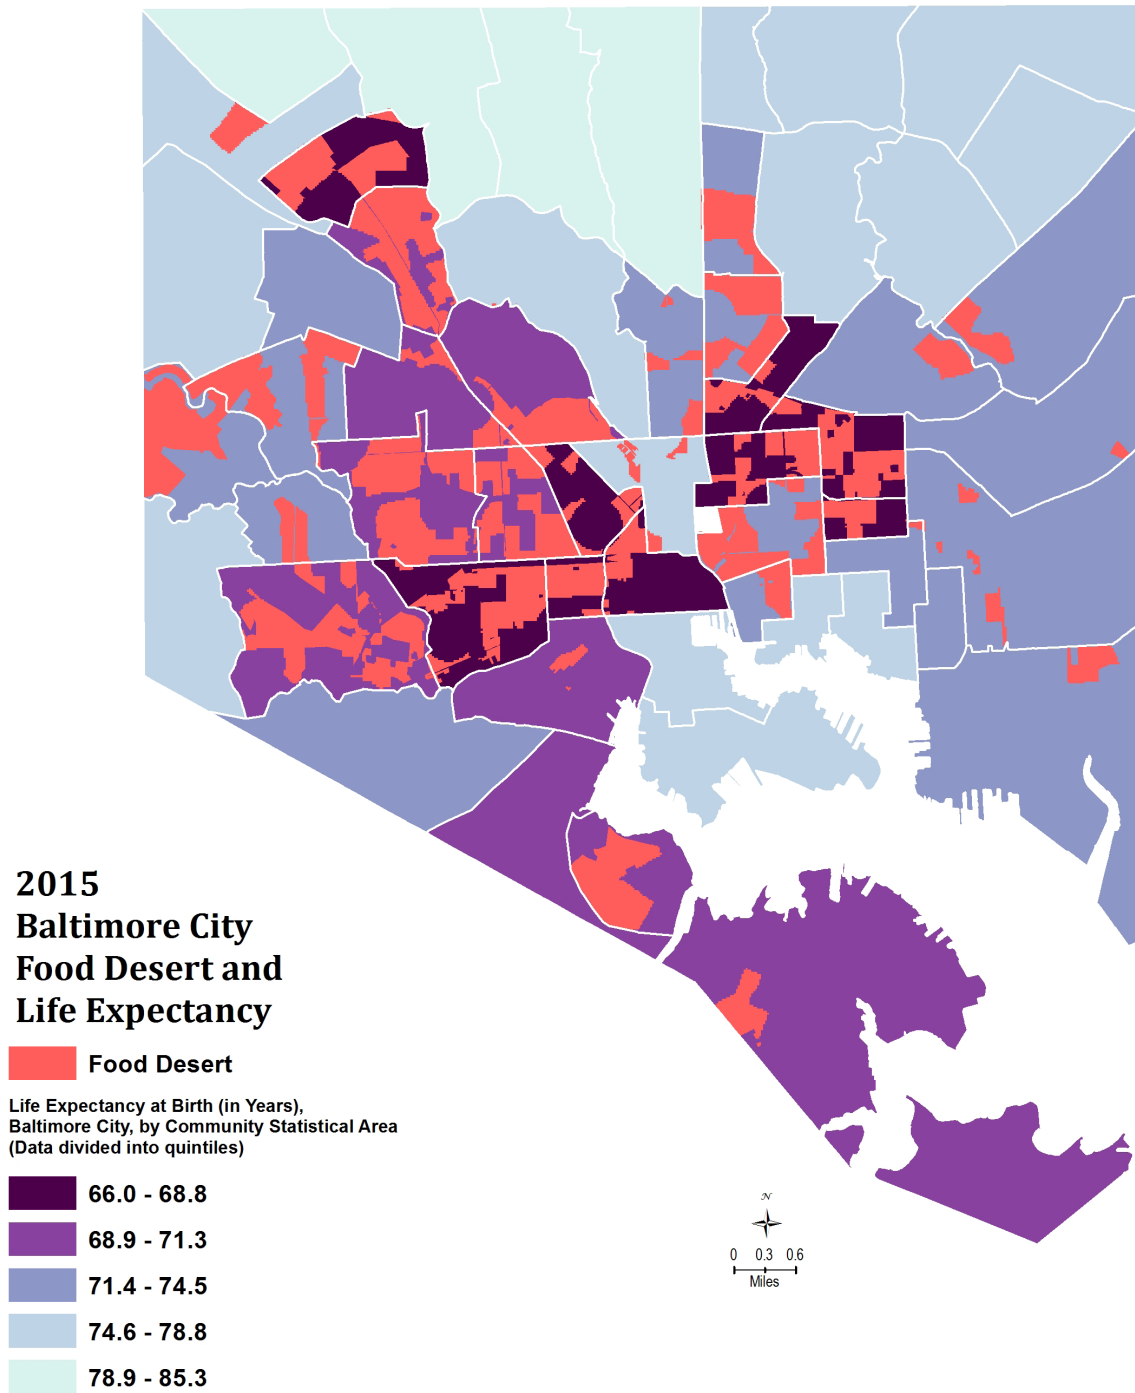 2015
Baltimore City
Food Desert and
Life Expectancy
Food Desert
Life Expectancy at Birth (in Years),
Baltimore City, by Community Statistical Area
(Data divided into quintiles)
66.0 - 68.8
68.9 - 71.3
71.4 - 74.5
74.6 - 78.8
78.9 - 85.3
N
0 0.3 0.6
Miles